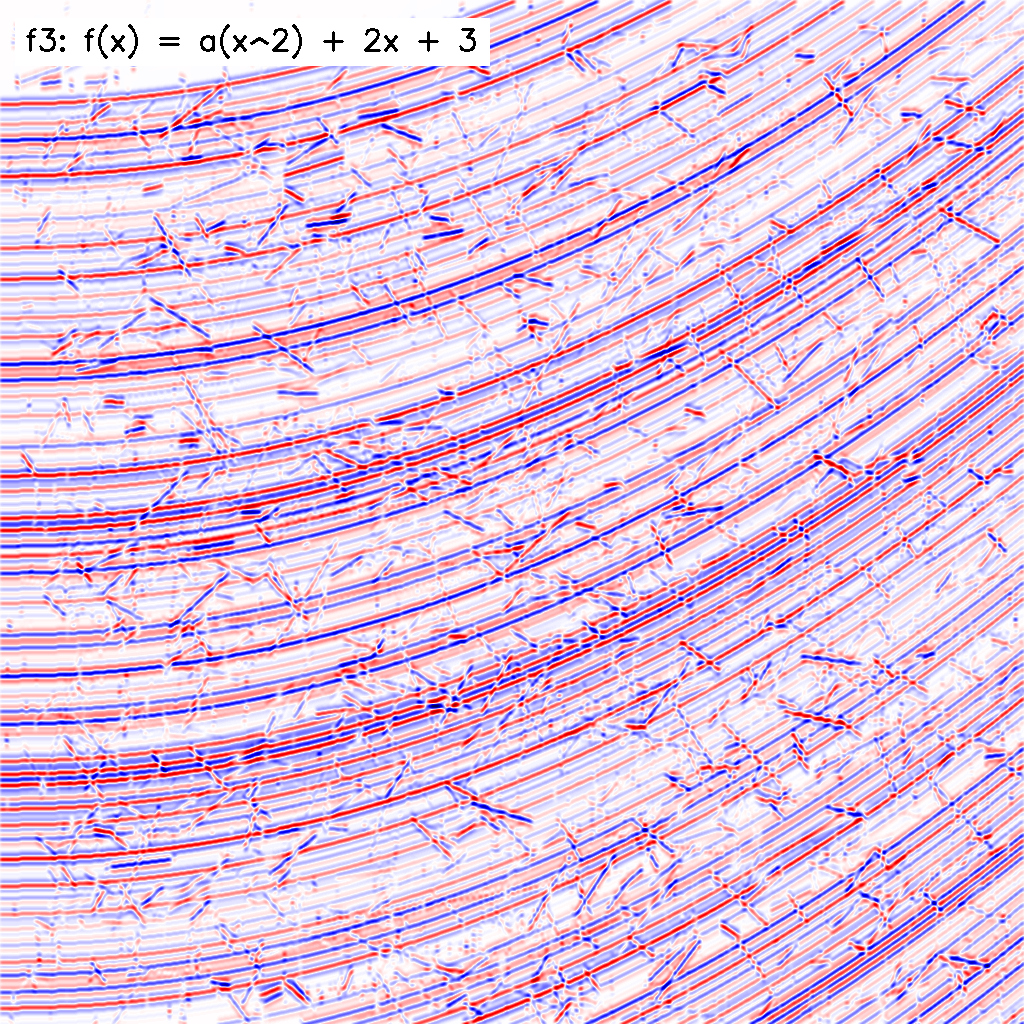 f3: f(x) = a(x^2) + 2x + 3